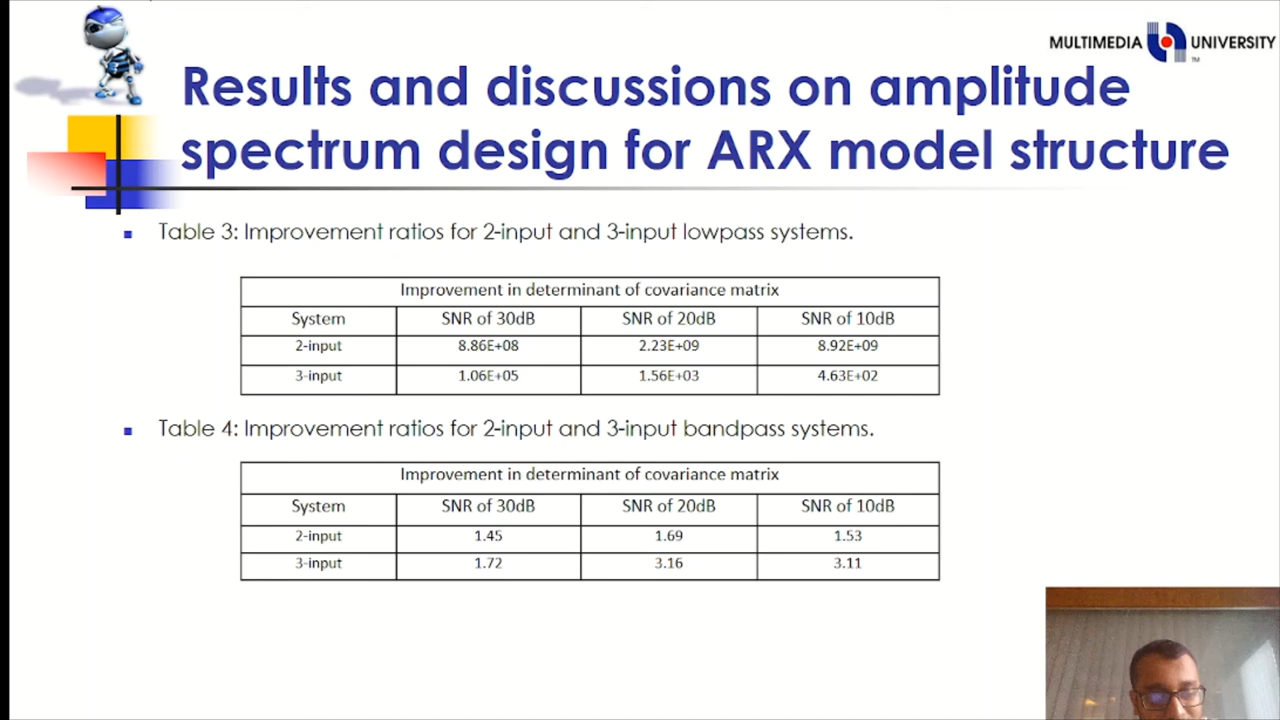 MULTIMEDIA UNIVERSITY
TM
Results and discussions on amplitude
spectrum design for ARX model structure
Table 3: Improvement ratios for 2-input and 3-input lowpass systems.
Improvement in determinant of covariance matrix
System SNR of 30dB SNR of 20dB SNR of 10dB
2-input 8.86E+08 2.23E+09 8.92E+09
3-input 1.06E+05 1.56E+03 4.63E+02
Table 4: Improvement ratios for 2-input and 3-input bandpass systems.
Improvement in determinant of covariance matrix
System SNR of 30dB SNR of 20dB SNR of 10dB
2-input 1.45 1.69 1.53
3-input 1.72 3.16 3.11